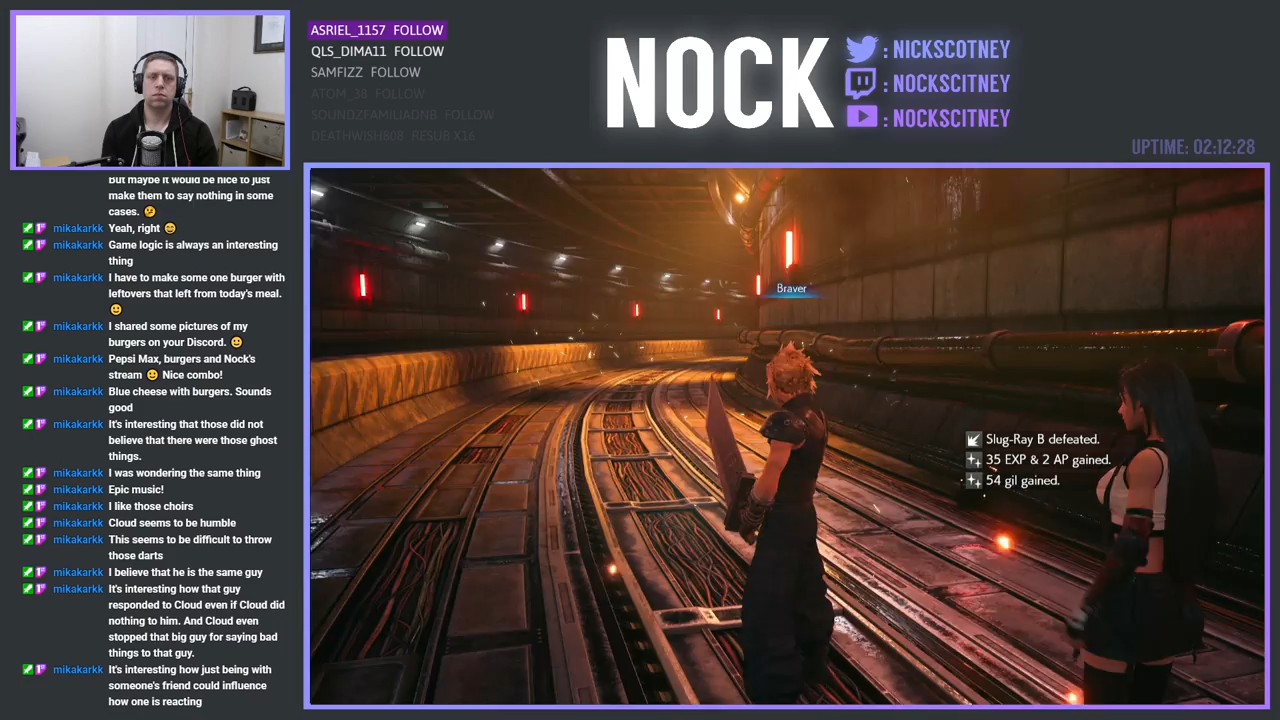 ASRIEL_1157 FOLLOW
QLS_DIMA11 FOLLOW
SAMFIZZ FOLLOW
ATOM_38 FOLLOW
SOUNDZFAMILIADNB FOLLOW
DEATHWISH808 RESUB X16
NOCK
: NICKSCOTNEY
: NOCKSCITNEY
: NOCKSCITNEY
UPTIME: 02:12:28
But maybe it would be nice to just
make them to say nothing in some
cases. 🤔
mikakarkk Yeah, right 😄
mikakarkk Game logic is always an interesting
thing
mikakarkk I have to make some one burger with
leftovers that left from today's meal.
😃
mikakarkk I shared some pictures of my
burgers on your Discord. 😃
mikakarkk Pepsi Max, burgers and Nock's
stream 😃 Nice combo!
mikakarkk Blue cheese with burgers. Sounds
good
mikakarkk It's interesting that those did not
believe that there were those ghost
things.
mikakarkk I was wondering the same thing
mikakarkk Epic music!
mikakarkk I like those choirs
mikakarkk Cloud seems to be humble
mikakarkk This seems to be difficult to throw
those darts
mikakarkk I believe that he is the same guy
mikakarkk It's interesting how that guy
responded to Cloud even if Cloud did
nothing to him. And Cloud even
stopped that big guy for saying bad
things to that guy.
mikakarkk It's interesting how just being with
someone's friend could influence
how one is reacting
Braver
Slug-Ray B defeated.
35 EXP & 2 AP gained.
54 gil gained.